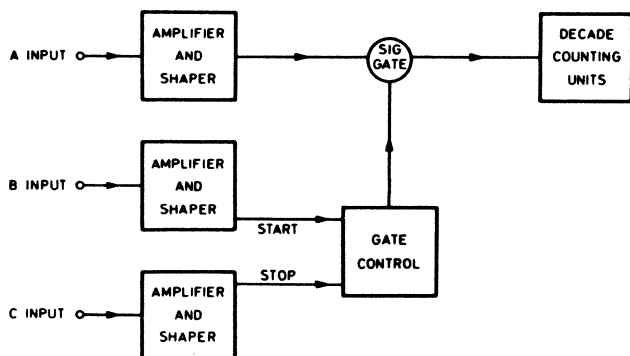 A INPUT
AMPLIFIER
AND
SHAPER
SIG
GATE
DECADE
COUNTING
UNITS
B INPUT
AMPLIFIER
AND
SHAPER
START
GATE
CONTROL
STOP
C INPUT
AMPLIFIER
AND
SHAPER